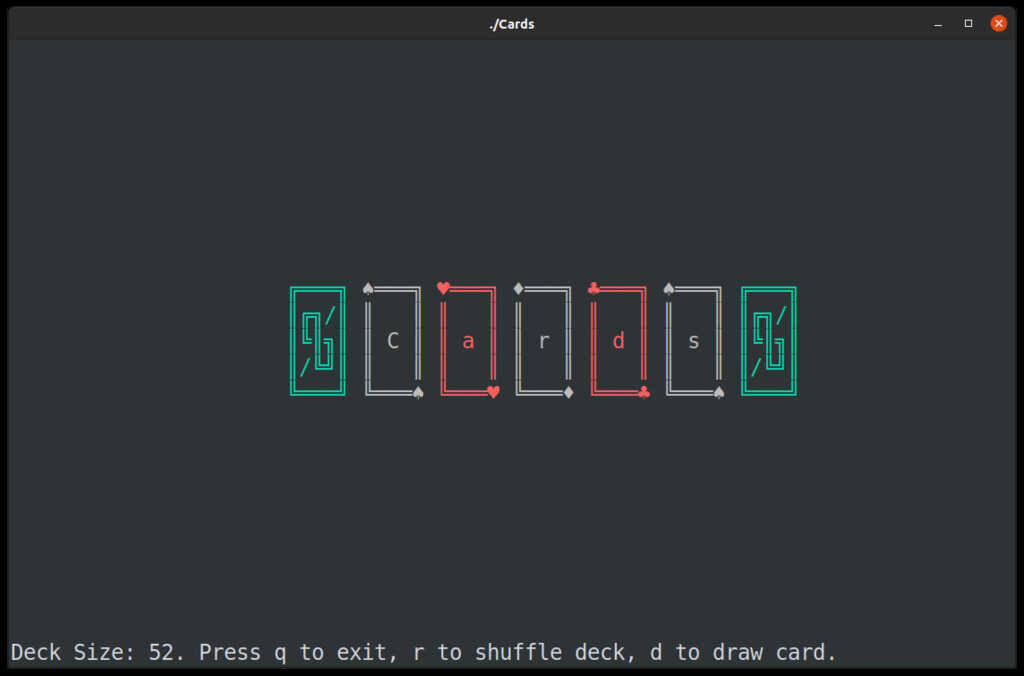 ./Cards
C a r d s
Deck Size: 52. Press q to exit, r to shuffle deck, d to draw card.